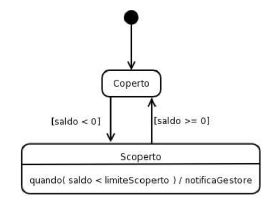 Coperto
[saldo < 0]
[saldo >= 0]
Scoperto
quando( saldo < limiteScoperto ) / notificaGestore